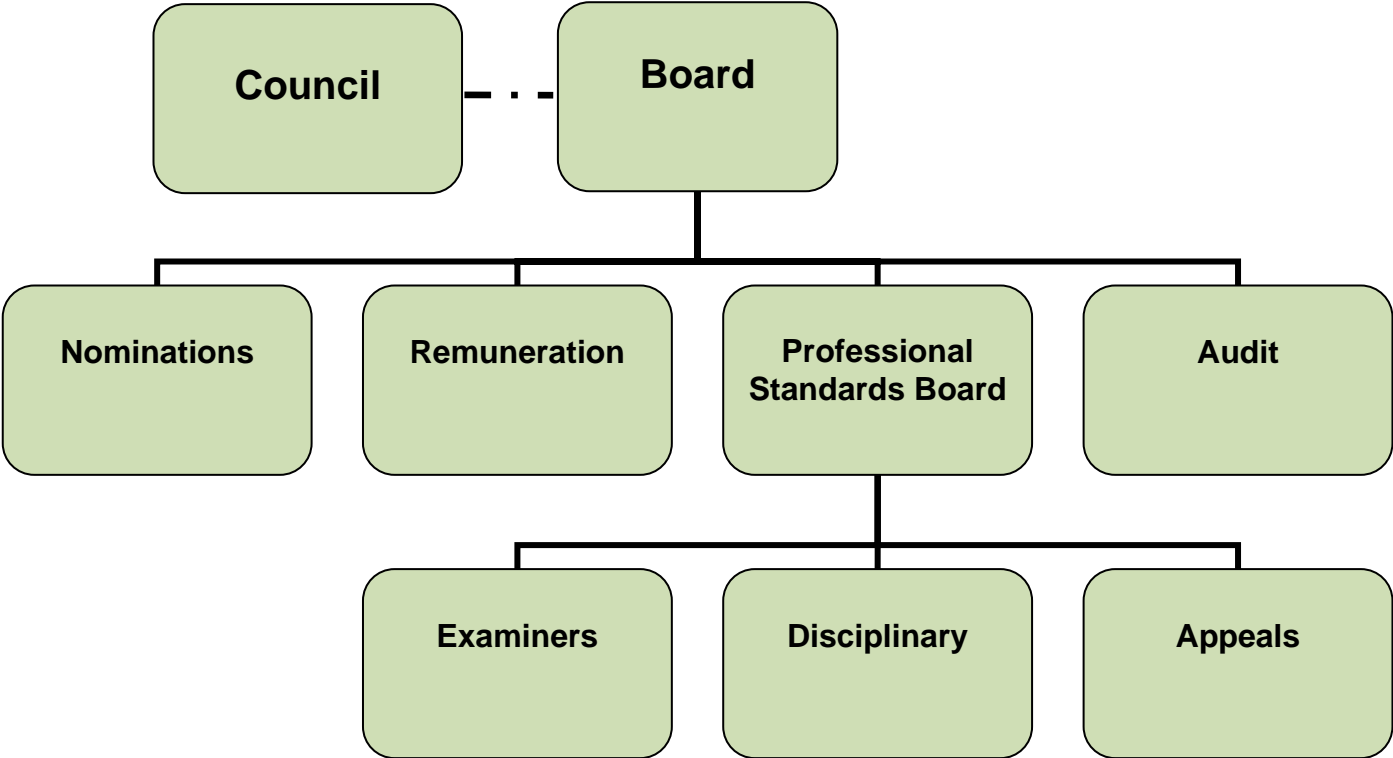 Council
Board
Nominations
Remuneration
Professional
Standards Board
Audit
Examiners
Disciplinary
Appeals